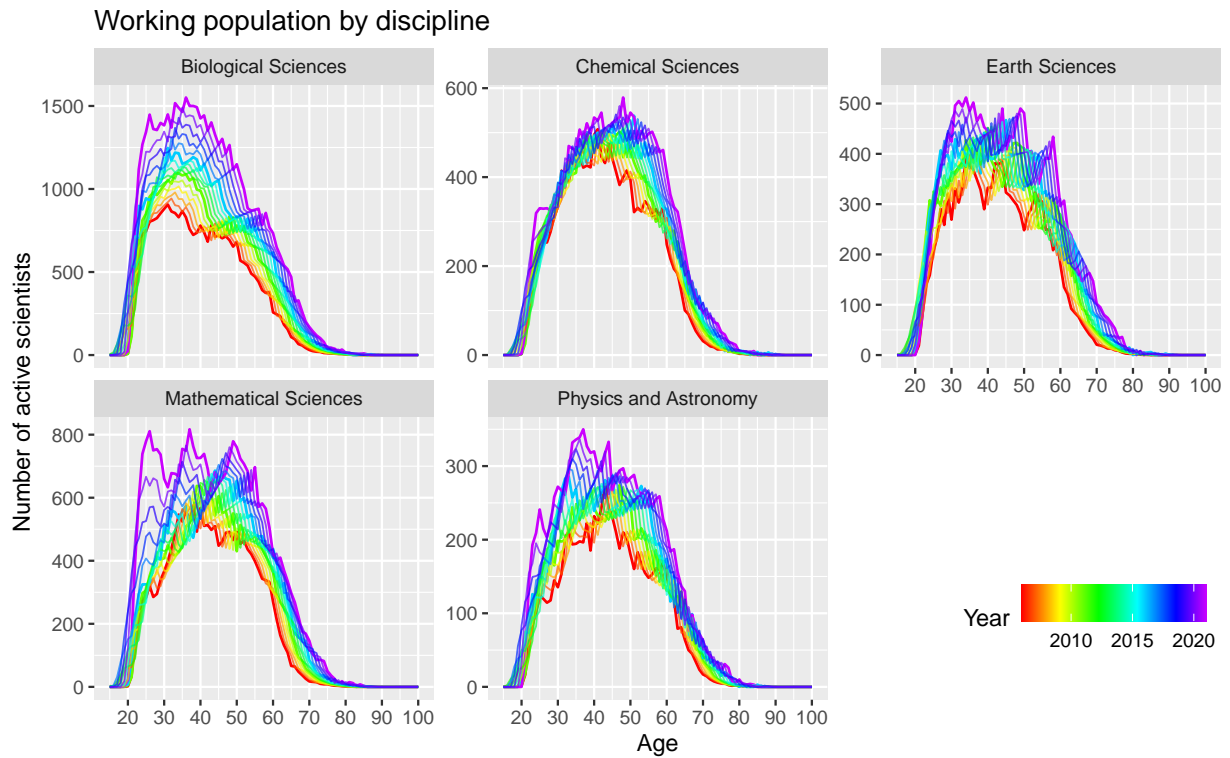 Working population by discipline
Biological Sciences
Chemical Sciences
Earth Sciences
1500
1000
500
0
600
400
200
0
500
400
300
200
100
0
20 30 40 50 60 70 80 90 100
Mathematical Sciences
Physics and Astronomy
800
600
400
200
0
300
200
100
0
20 30 40 50 60 70 80 90 100
20 30 40 50 60 70 80 90 100
Number of active scientists
Age
Year
2010 2015 2020